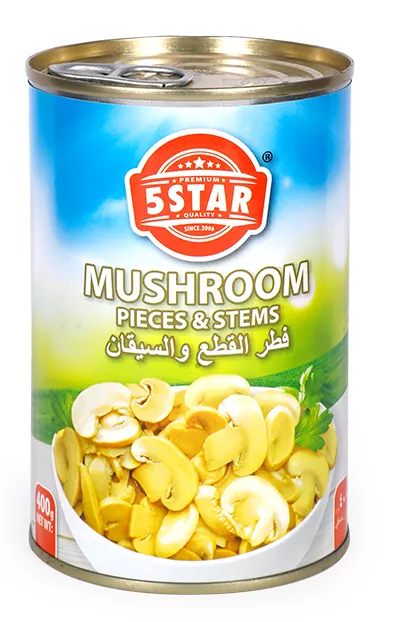 ®
PREMIUM
5STAR
QUALITY
SINCE.2006
MUSHROOM
PIECES & STEMS
فطر القطع والسيقان
400g
NET WT: